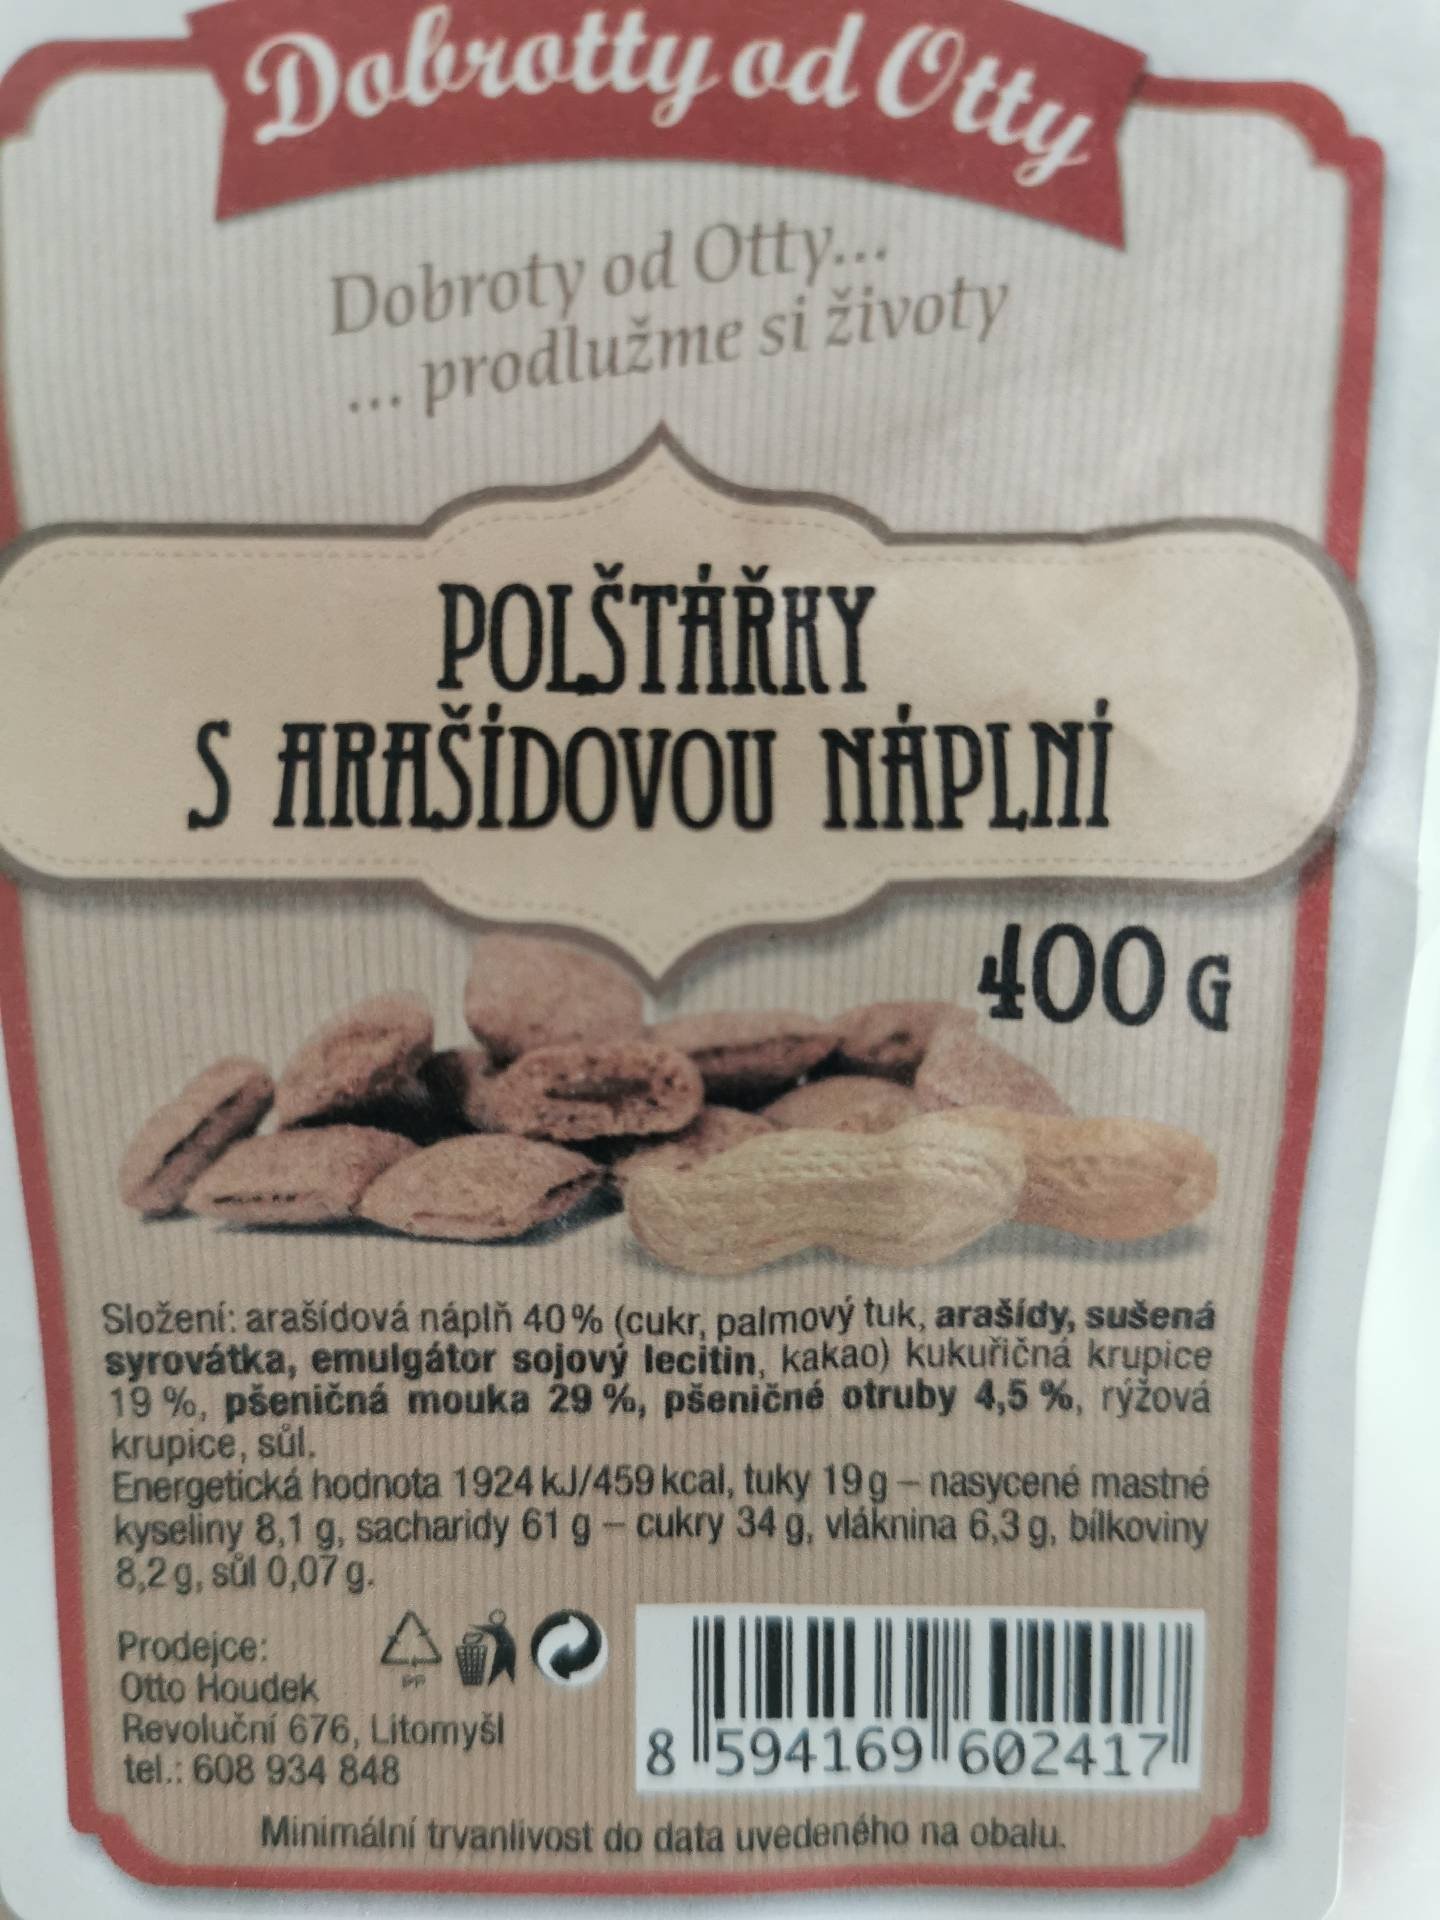 Dobrotty od Otty
Dobroty od Otty...
... prodlužme si životy
POLŠTÁŘKY
S ARAŠÍDOVOU NÁPLNÍ
400 G
Složení: arašídová náplň 40% (cukr, palmový tuk, arašídy, sušená
syrovátka, emulgátor sojový lecitin, kakao) kukuřičná krupice
19 %, pšeničná mouka 29 %, pšeničné otruby 4,5 %, rýžová
krupice, sůl.
Energetická hodnota 1924 kJ/459 kcal, tuky 19 g – nasycené mastné
kyseliny 8,1 g, sacharidy 61 g – cukry 34 g, vláknina 6,3 g, bílkoviny
8,2 g, sůl 0,07 g.
Prodejce:
Otto Houdek
Revoluční 676, Litomyšl
tel.: 608 934 848
PP
8 594169 602417
Minimální trvanlivost do data uvedeného na obalu.